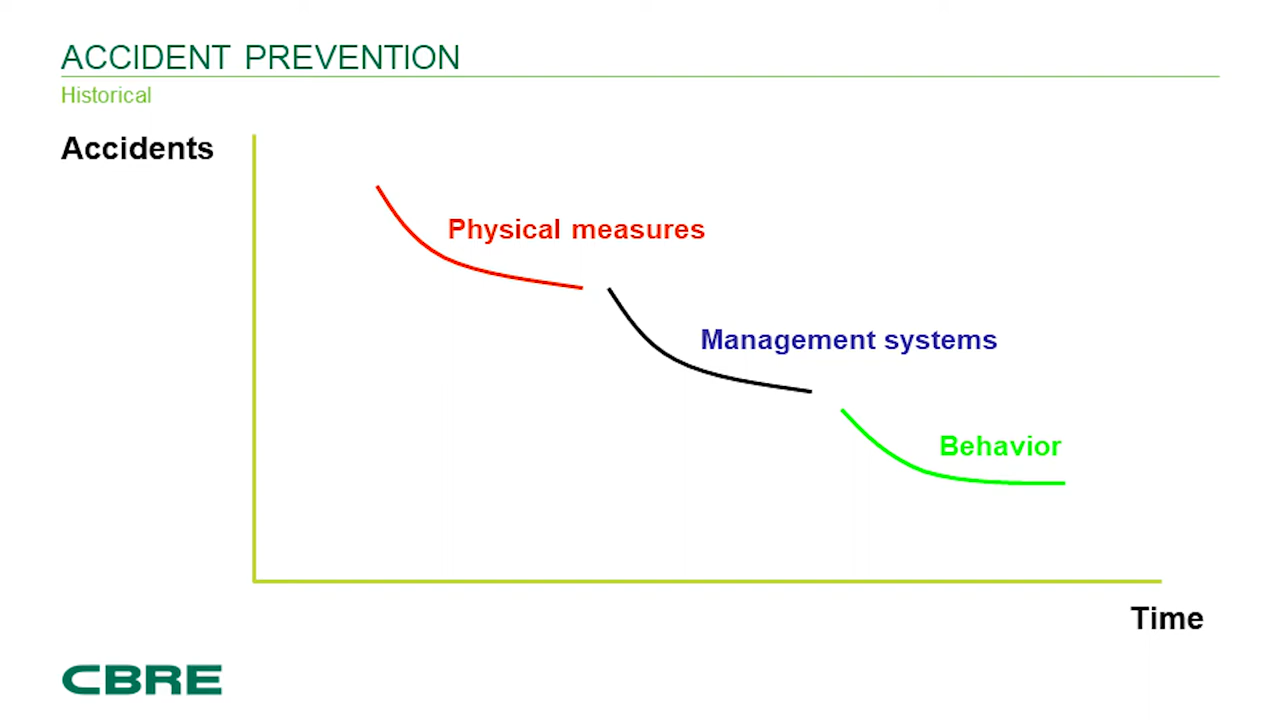 ACCIDENT PREVENTION
Historical
Accidents
Physical measures
Management systems
Behavior
Time
CBRE